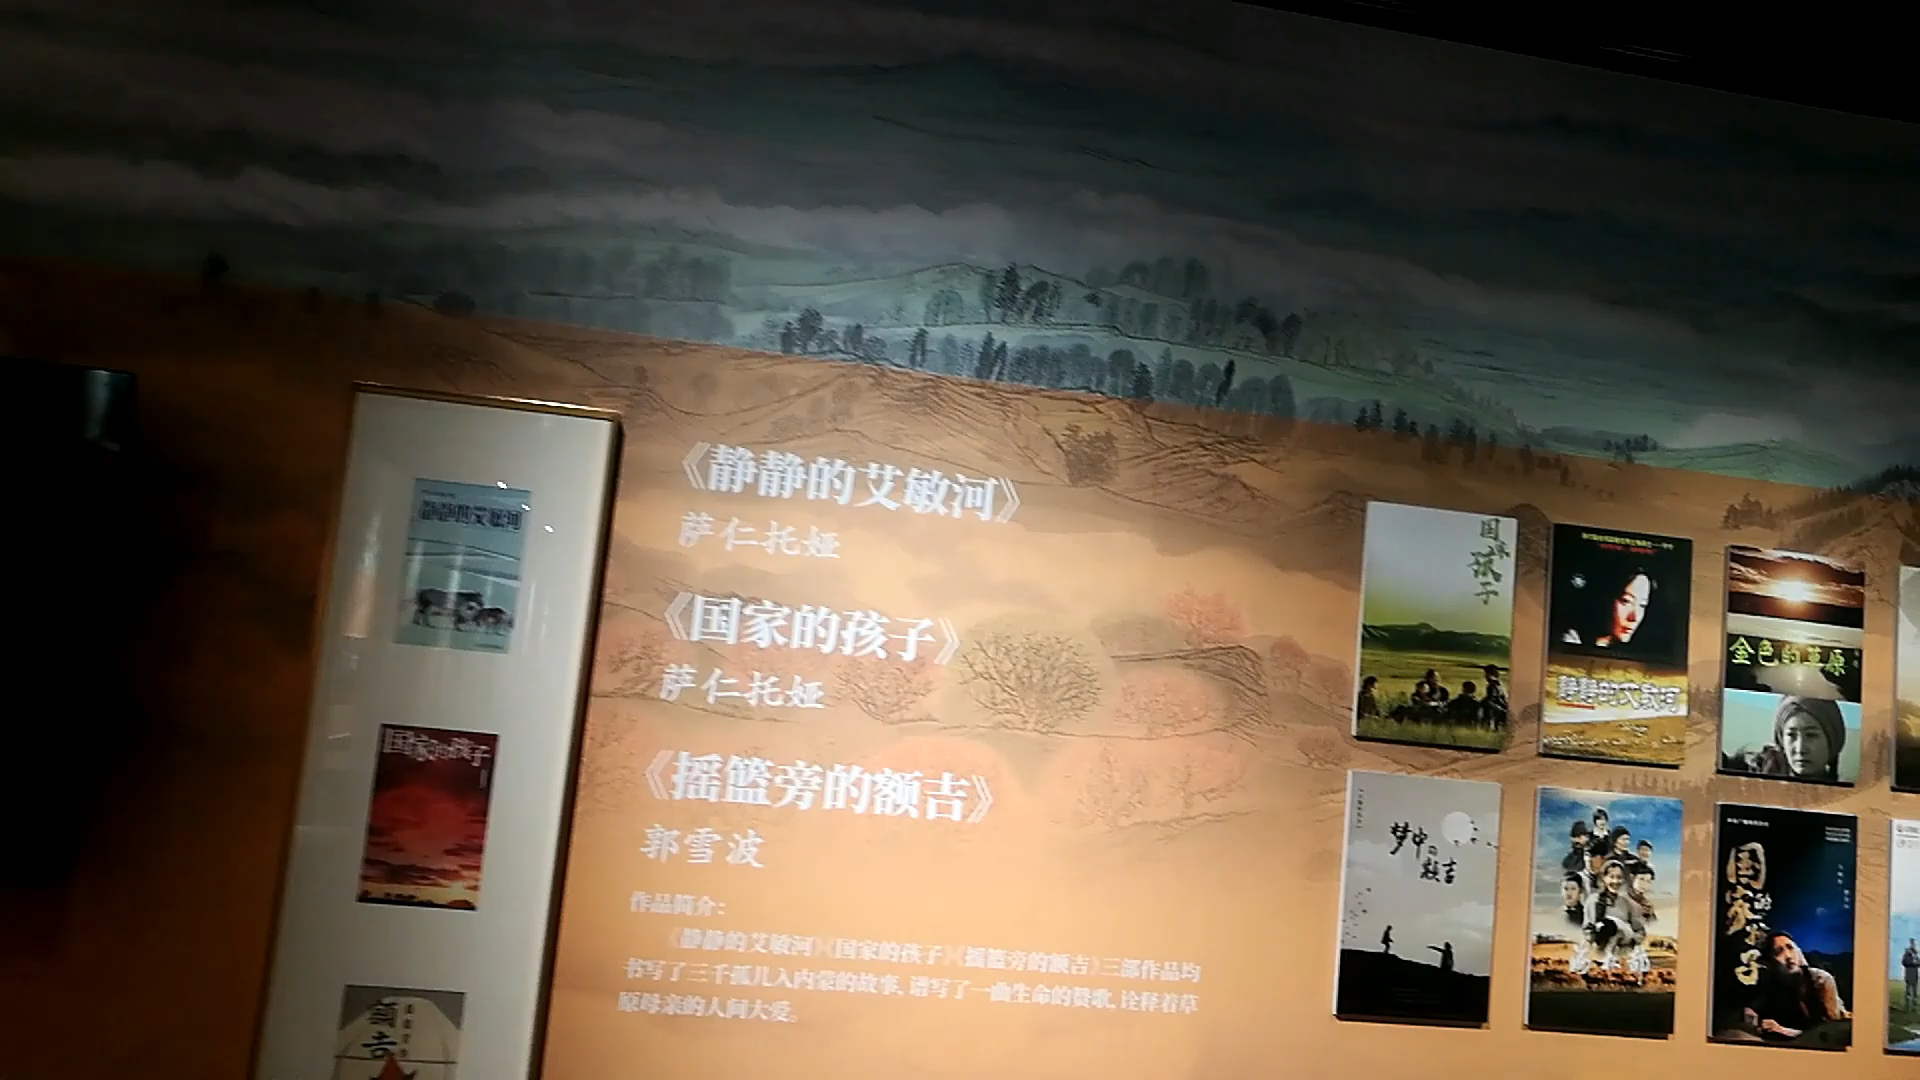 《静静的艾敏河》
萨仁托娅
《国家的孩子》
萨仁托娅
《摇篮旁的额吉》
郭雪波
作品简介：
《静静的艾敏河》《国家的孩子》《摇篮旁的额吉》三部作品均
书写了三千孤儿入内蒙的故事,谱写了一曲生命的赞歌,诠释着草
原母亲的人间大爱。
静静的艾敏河
国家的孩子
额吉
国家孩子
静静的艾敏河
金色的草原
梦中的额吉
国家的孩子